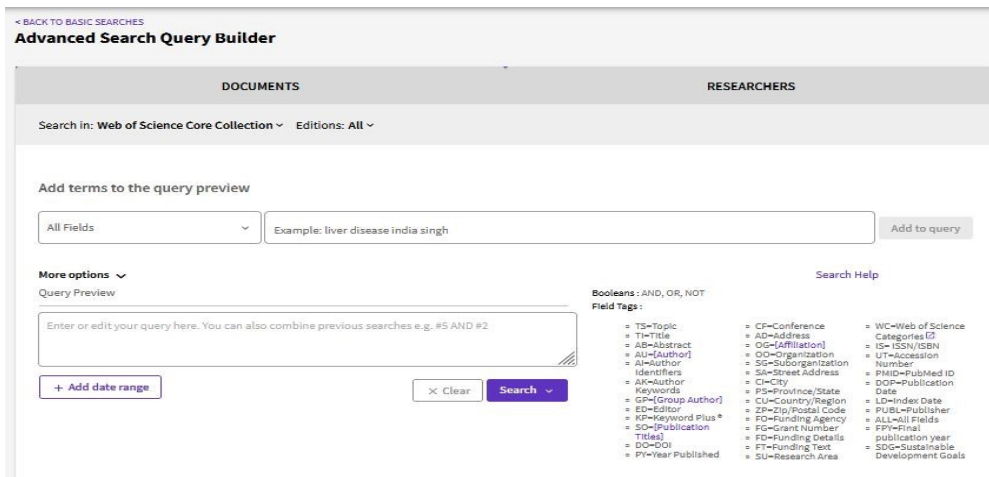 < BACK TO BASIC SEARCHES
Advanced Search Query Builder
DOCUMENTS
RESEARCHERS
Search in: Web of Science Core Collection Editions: All
Add terms to the query preview
All Fields
Example: liver disease india singh
Add to query
More options
Search Help
Query Preview
Enter or edit your query here. You can also combine previous searches e.g. #5 AND #2
+ Add date range
× Clear
Search
Booleans : AND, OR, NOT
Field Tags :
▫ TS=Topic
▫ TI=Title
▫ AB=Abstract
▫ AU=[Author]
▫ AI=Author
Identifiers
▫ AK=Author
Keywords
▫ GP=[Group Author]
▫ ED=Editor
▫ KP=Keyword Plus ®
▫ SO=[Publication
Titles]
▫ DO=DOI
▫ PY=Year Published
▫ CF=Conference
▫ AD=Address
▫ OG=[Affiliation]
▫ OO=Organization
▫ SG=Suborganization
▫ SA=Street Address
▫ CI=City
▫ PS=Province/State
▫ CU=Country/Region
▫ ZP=Zip/Postal Code
▫ FO=Funding Agency
▫ FG=Grant Number
▫ FD=Funding Details
▫ FT=Funding Text
▫ SU=Research Area
▫ WC=Web of Science
Categories
▫ IS= ISSN/ISBN
▫ UT=Accession
Number
▫ PMID=PubMed ID
▫ DOP=Publication
Date
▫ LD=Index Date
▫ PUBL=Publisher
▫ ALL=All Fields
▫ FPY=Final
publication year
▫ SDG=Sustainable
Development Goals